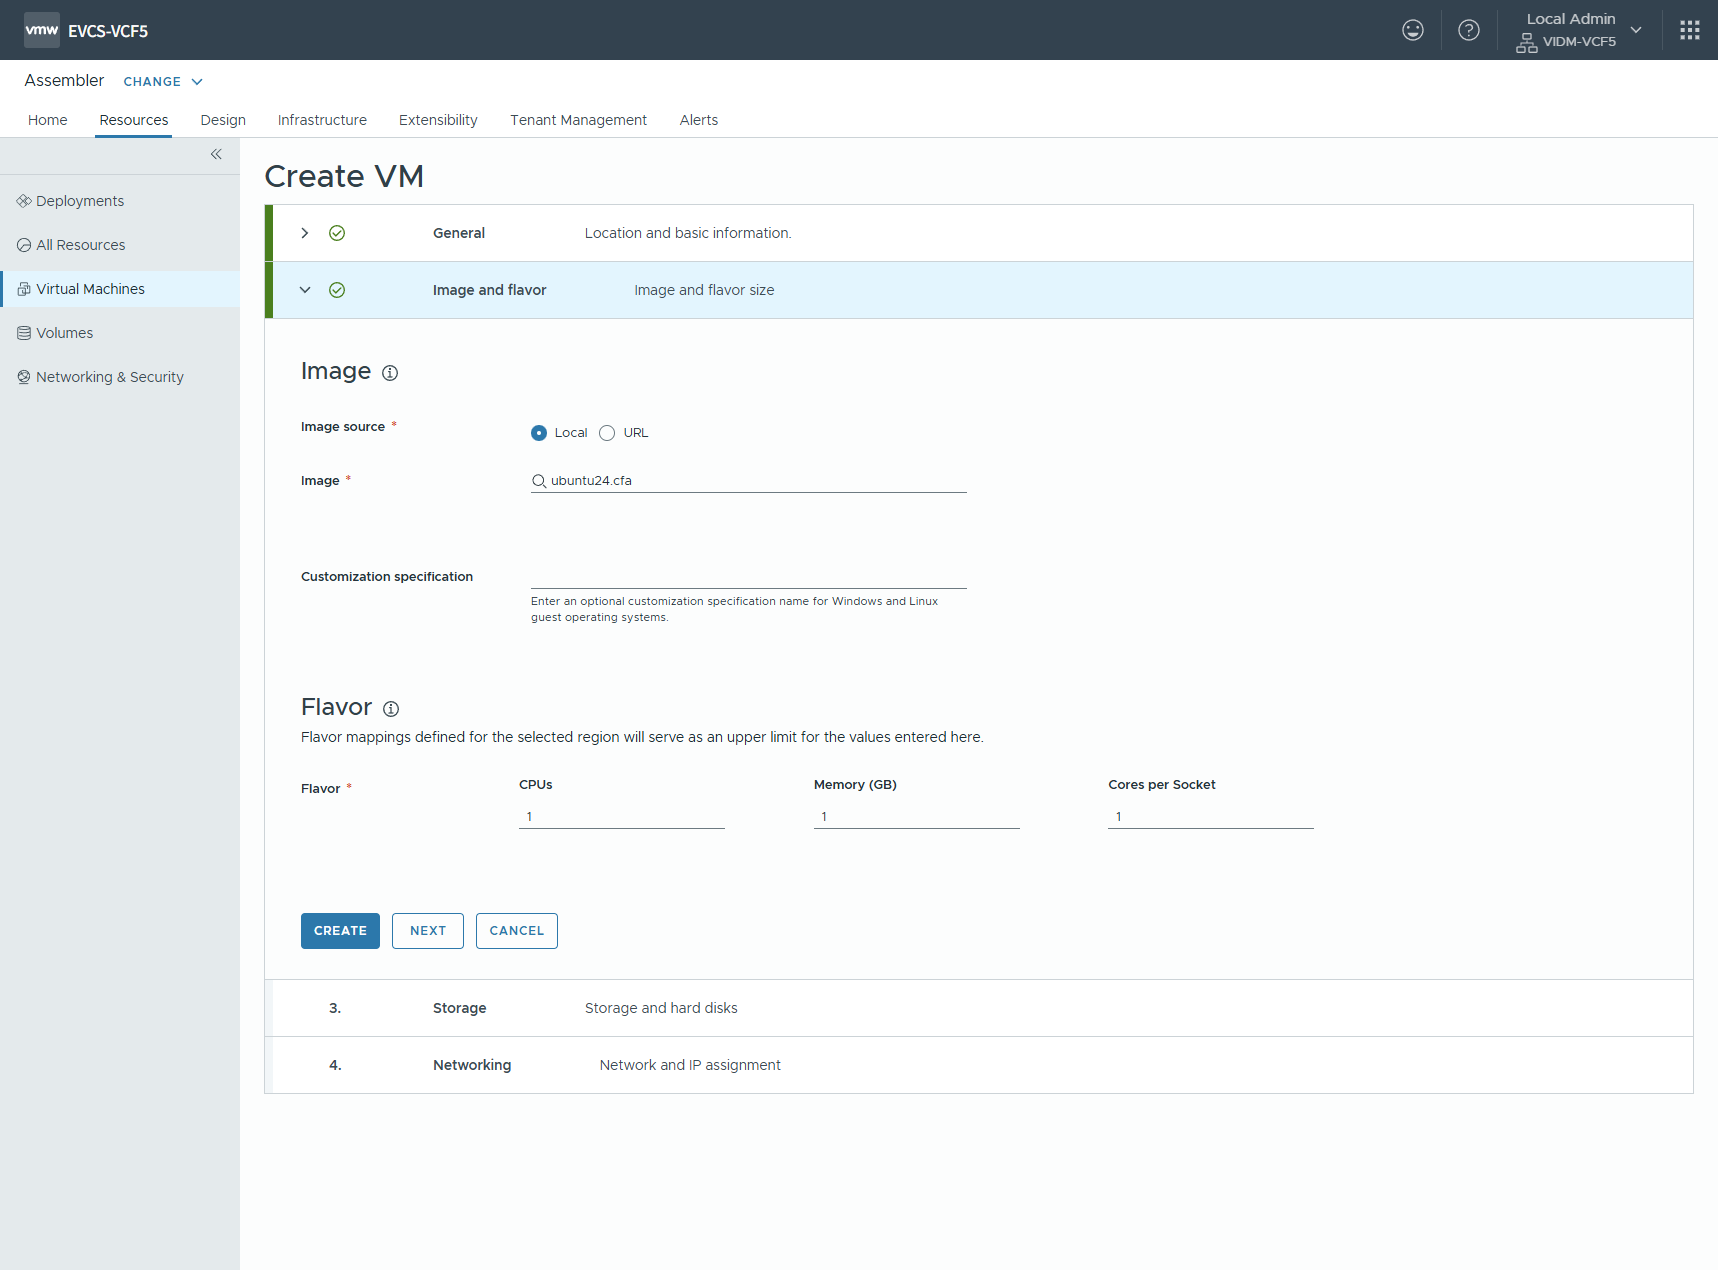 vmw EVCS-VCF5
Local Admin
VIDM-VCF5
Assembler CHANGE
Home Resources Design Infrastructure Extensibility Tenant Management Alerts
Deployments
All Resources
Virtual Machines
Volumes
Networking & Security
Create VM
General Location and basic information.
Image and flavor Image and flavor size
Image
Image source * Local URL
Image * ubuntu24.cfa
Customization specification
Enter an optional customization specification name for Windows and Linux
guest operating systems.
Flavor
Flavor mappings defined for the selected region will serve as an upper limit for the values entered here.
Flavor * CPUs Memory (GB) Cores per Socket
1 1 1
CREATE NEXT CANCEL
3. Storage Storage and hard disks
4. Networking Network and IP assignment